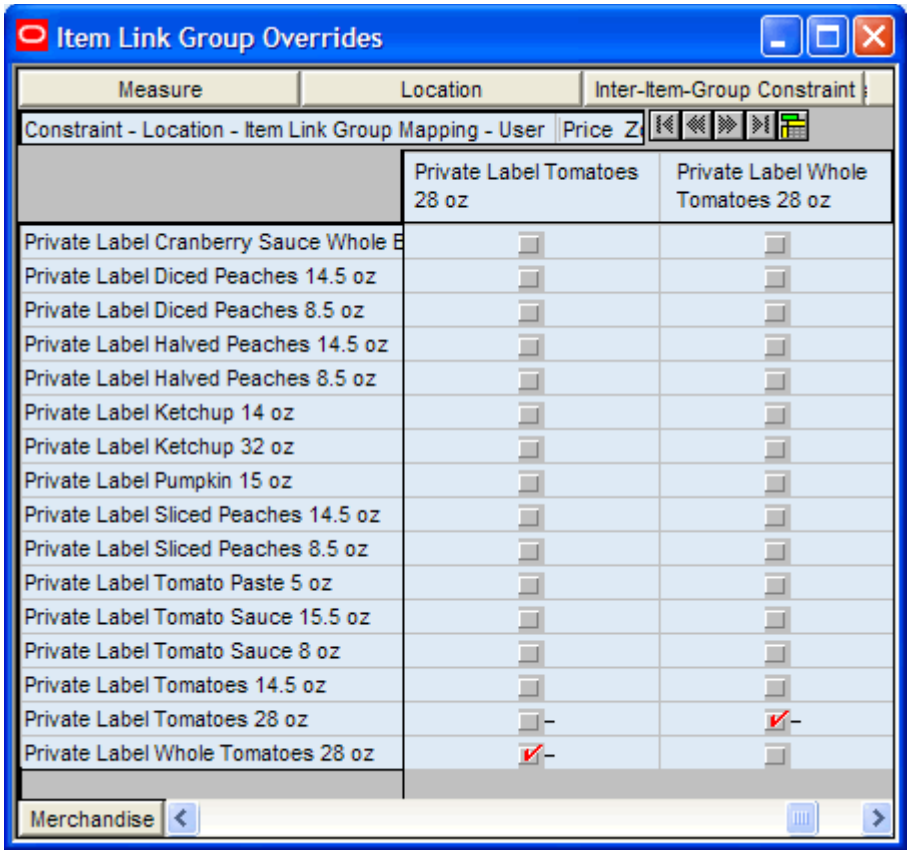 Item Link Group Overrides
Measure Location Inter-Item-Group Constraint
Constraint - Location - Item Link Group Mapping - User Price
Private Label Tomatoes 28 oz
Private Label Whole Tomatoes 28 oz
Private Label Cranberry Sauce Whole
Private Label Diced Peaches 14.5 oz
Private Label Diced Peaches 8.5 oz
Private Label Halved Peaches 14.5 oz
Private Label Halved Peaches 8.5 oz
Private Label Ketchup 14 oz
Private Label Ketchup 32 oz
Private Label Pumpkin 15 oz
Private Label Sliced Peaches 14.5 oz
Private Label Sliced Peaches 8.5 oz
Private Label Tomato Paste 5 oz
Private Label Tomato Sauce 15.5 oz
Private Label Tomato Sauce 8 oz
Private Label Tomatoes 14.5 oz
Private Label Tomatoes 28 oz
Private Label Whole Tomatoes 28 oz
Merchandise